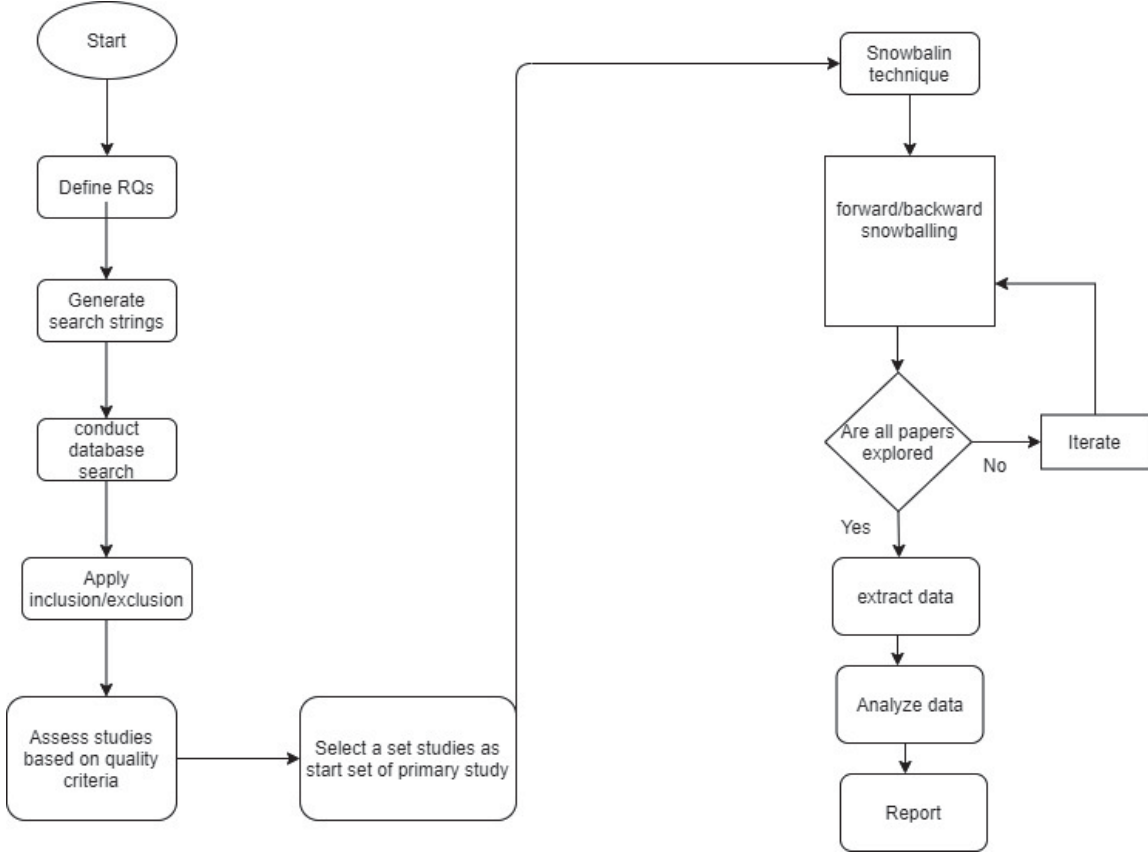 Start
Define RQs
Generate
search strings
conduct
database
search
Apply
inclusion/exclusion
Assess studies
based on quality
criteria
Select a set studies as
start set of primary study
Snowbalin
technique
forward/backward
snowballing
Are all papers
explored
No
Iterate
Yes
extract data
Analyze data
Report